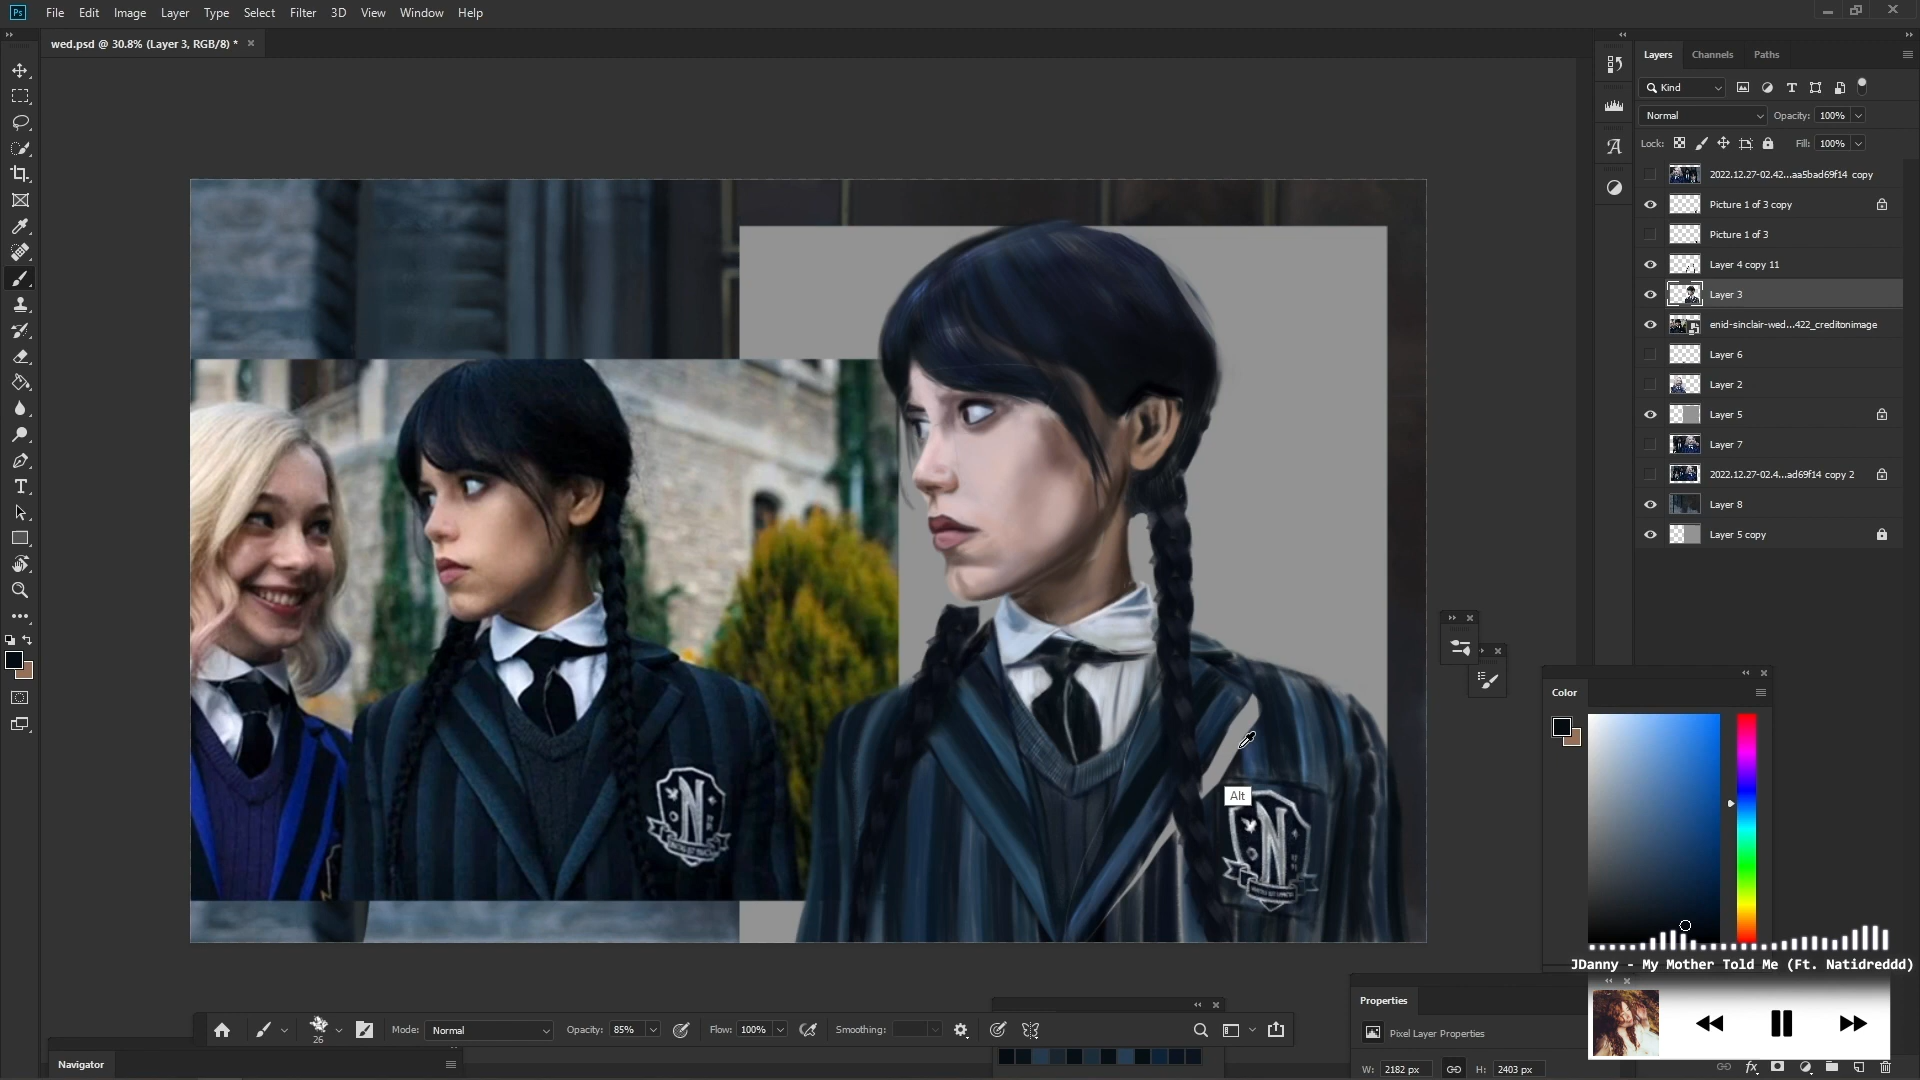 Ps File Edit Image Layer Type Select Filter 3D View Window Help
wed.psd @ 30.8% (Layer 3, RGB/8) *
Layers Channels Paths
Kind
Normal Opacity: 100%
Lock: Fill: 100%
2022.12.27-02.42...aa5bad69f14 copy
Picture 1 of 3 copy
Picture 1 of 3
Layer 4 copy 11
Layer 3
enid-sinclair-wed...422_creditonimage
Layer 6
Layer 2
Layer 5
Layer 7
2022.12.27-02.4...ad69f14 copy 2
Layer 8
Layer 5 copy
Color
N
Alt
N
JDanny - My Mother Told Me (Ft. Natidreddd)
Properties
Pixel Layer Properties
W: 2182 px H: 2403 px
26
Mode: Normal Opacity: 85% Flow: 100% Smoothing:
Navigator